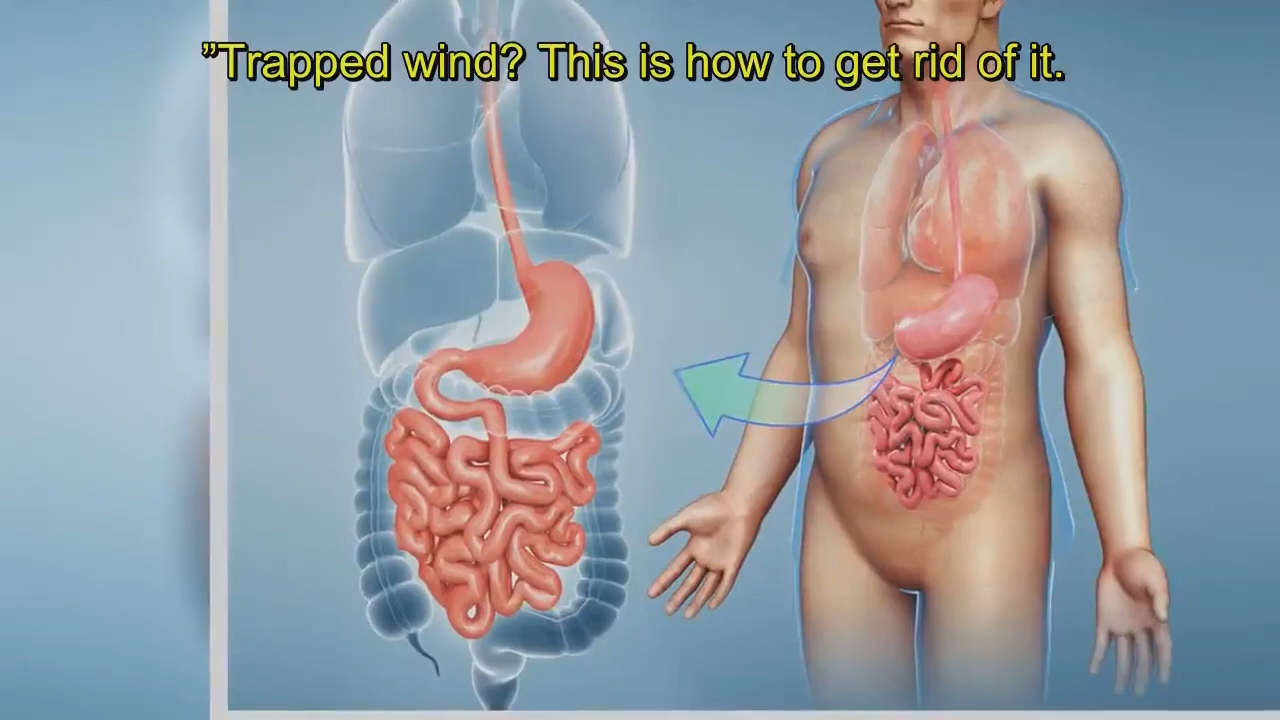 ”Trapped wind? This is how to get rid of it.